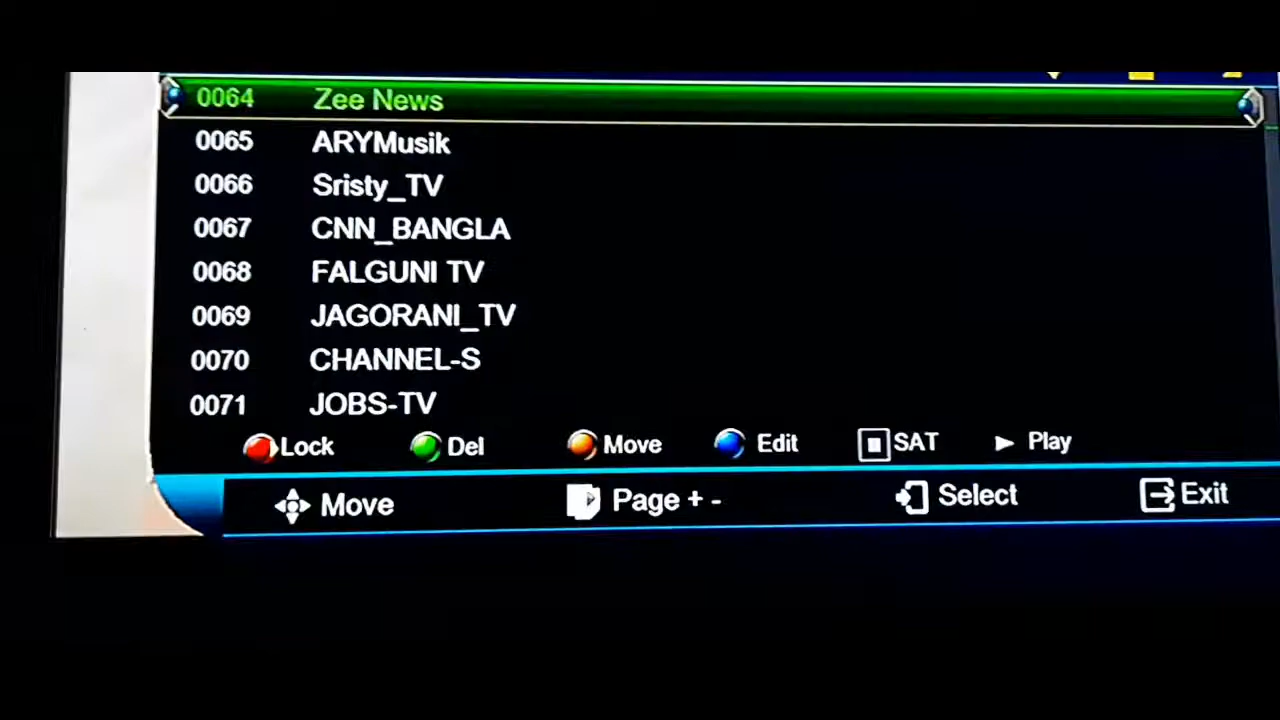 0064 Zee News
0065 ARYMusik
0066 Sristy_TV
0067 CNN_BANGLA
0068 FALGUNI TV
0069 JAGORANI_TV
0070 CHANNEL-S
0071 JOBS-TV
Lock Del Move Edit SAT Play
Move Page + - Select Exit